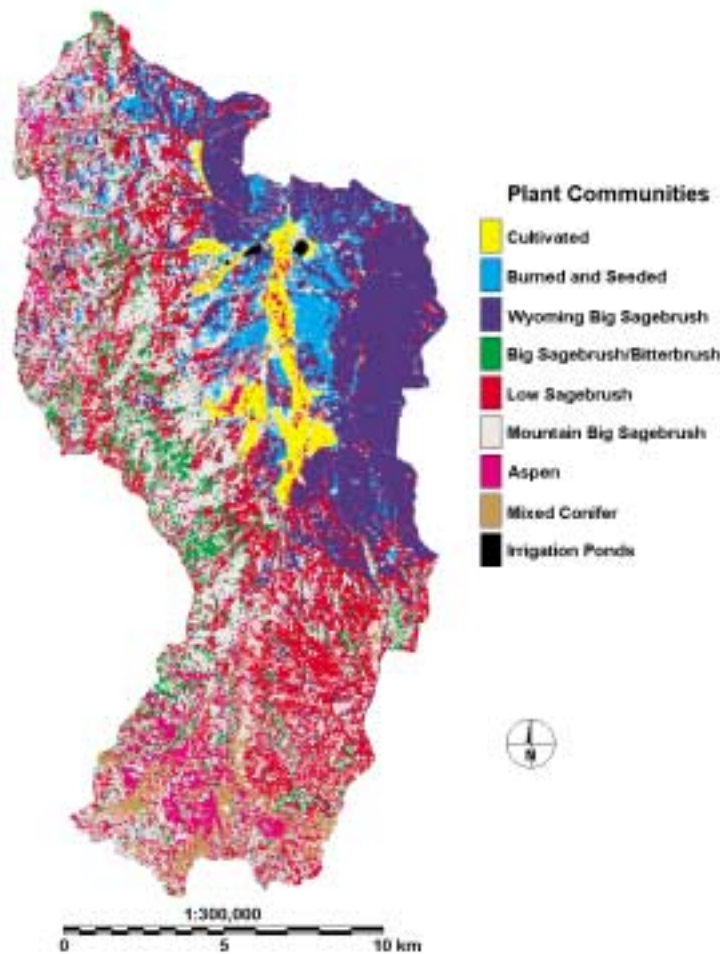 Plant Communities
Cultivated
Burned and Seeded
Wyoming Big Sagebrush
Big Sagebrush/Bitterbrush
Low Sagebrush
Mountain Big Sagebrush
Aspen
Mixed Conifer
Irrigation Ponds
N
1:300,000
0 5 10 km